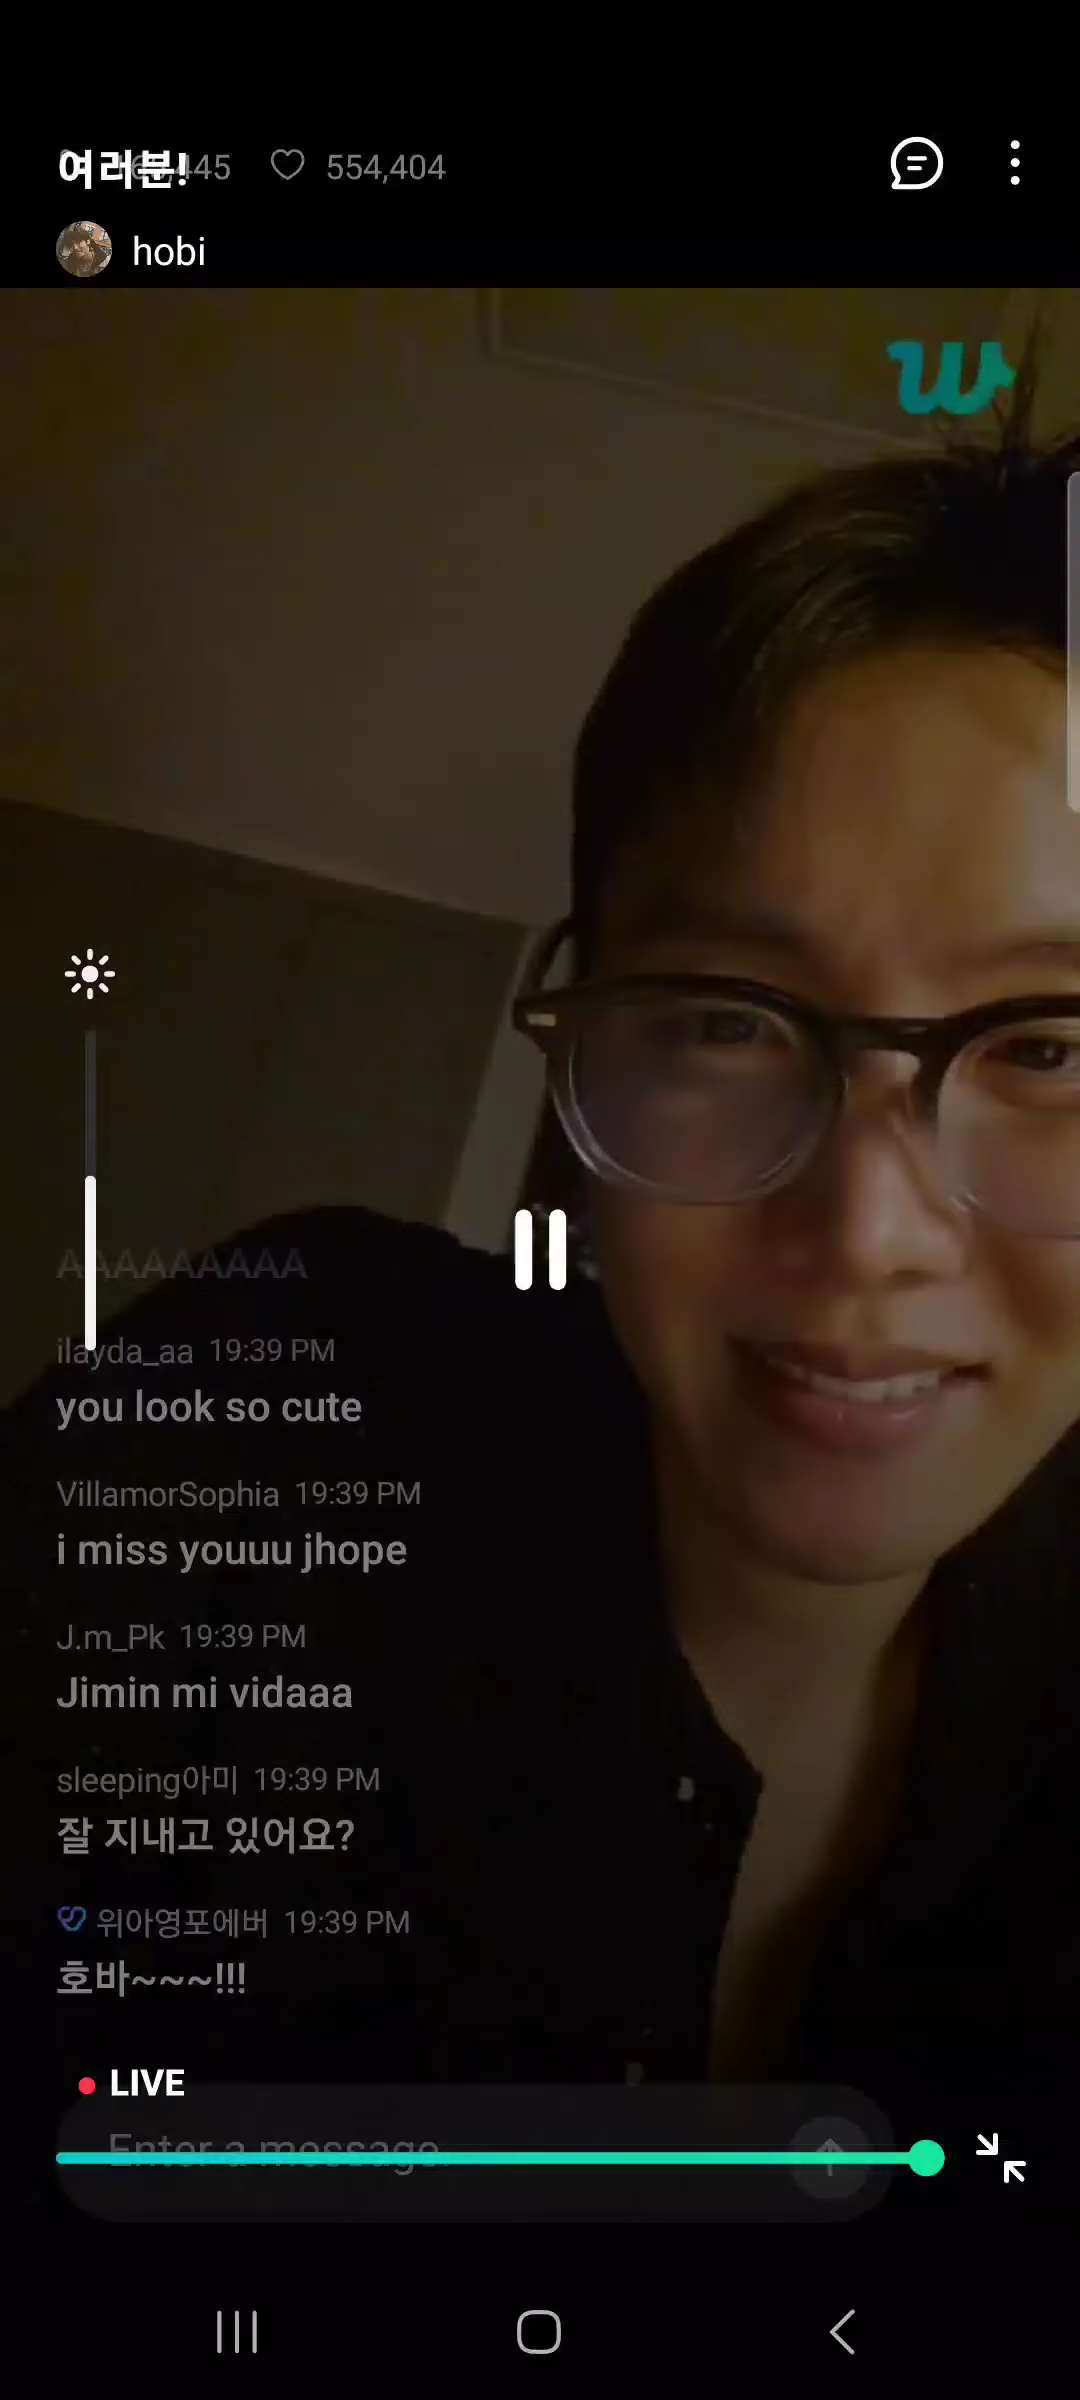 여러분!
554,404
hobi
AAAAAAAAA
ilayda_aa 19:39 PM
you look so cute
VillamorSophia 19:39 PM
i miss youuu jhope
J.m_Pk 19:39 PM
Jimin mi vidaaa
sleeping아미 19:39 PM
잘 지내고 있어요?
위아영포에버 19:39 PM
호바~~~!!!
LIVE
Enter a message.